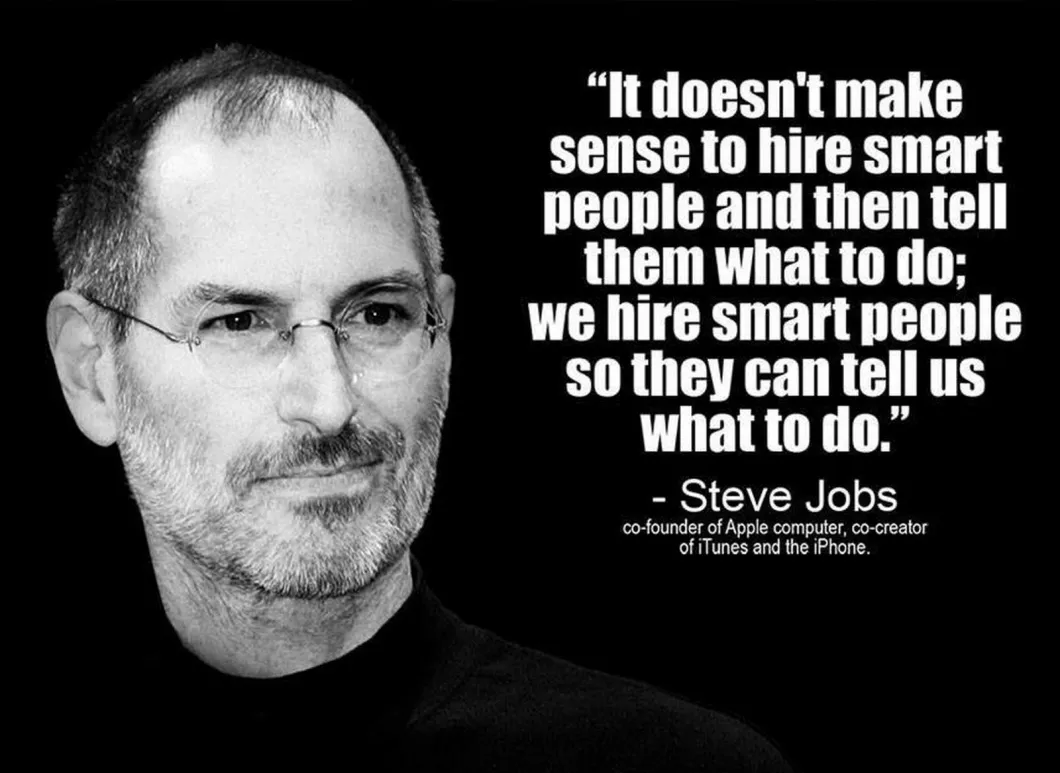 “It doesn't make
sense to hire smart
people and then tell
them what to do;
we hire smart people
so they can tell us
what to do.”
- Steve Jobs
co-founder of Apple computer, co-creator
of iTunes and the iPhone.